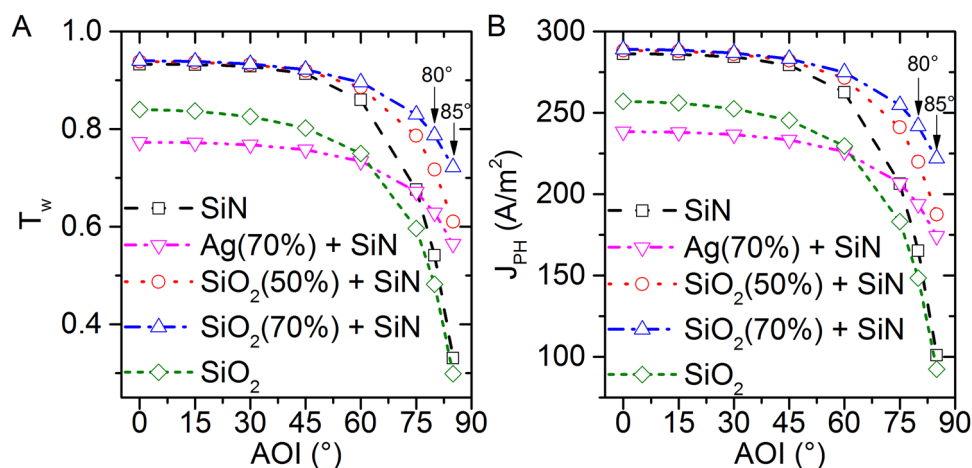 A
1.0
0.8
0.6
0.4
T_w
80°
85°
SiN
Ag(70%) + SiN
SiO₂(50%) + SiN
SiO₂(70%) + SiN
SiO₂
0 15 30 45 60 75 90
AOI (°)
B
300
250
200
150
100
J_PH (A/m²)
80°
85°
SiN
Ag(70%) + SiN
SiO₂(50%) + SiN
SiO₂(70%) + SiN
SiO₂
0 15 30 45 60 75 90
AOI (°)